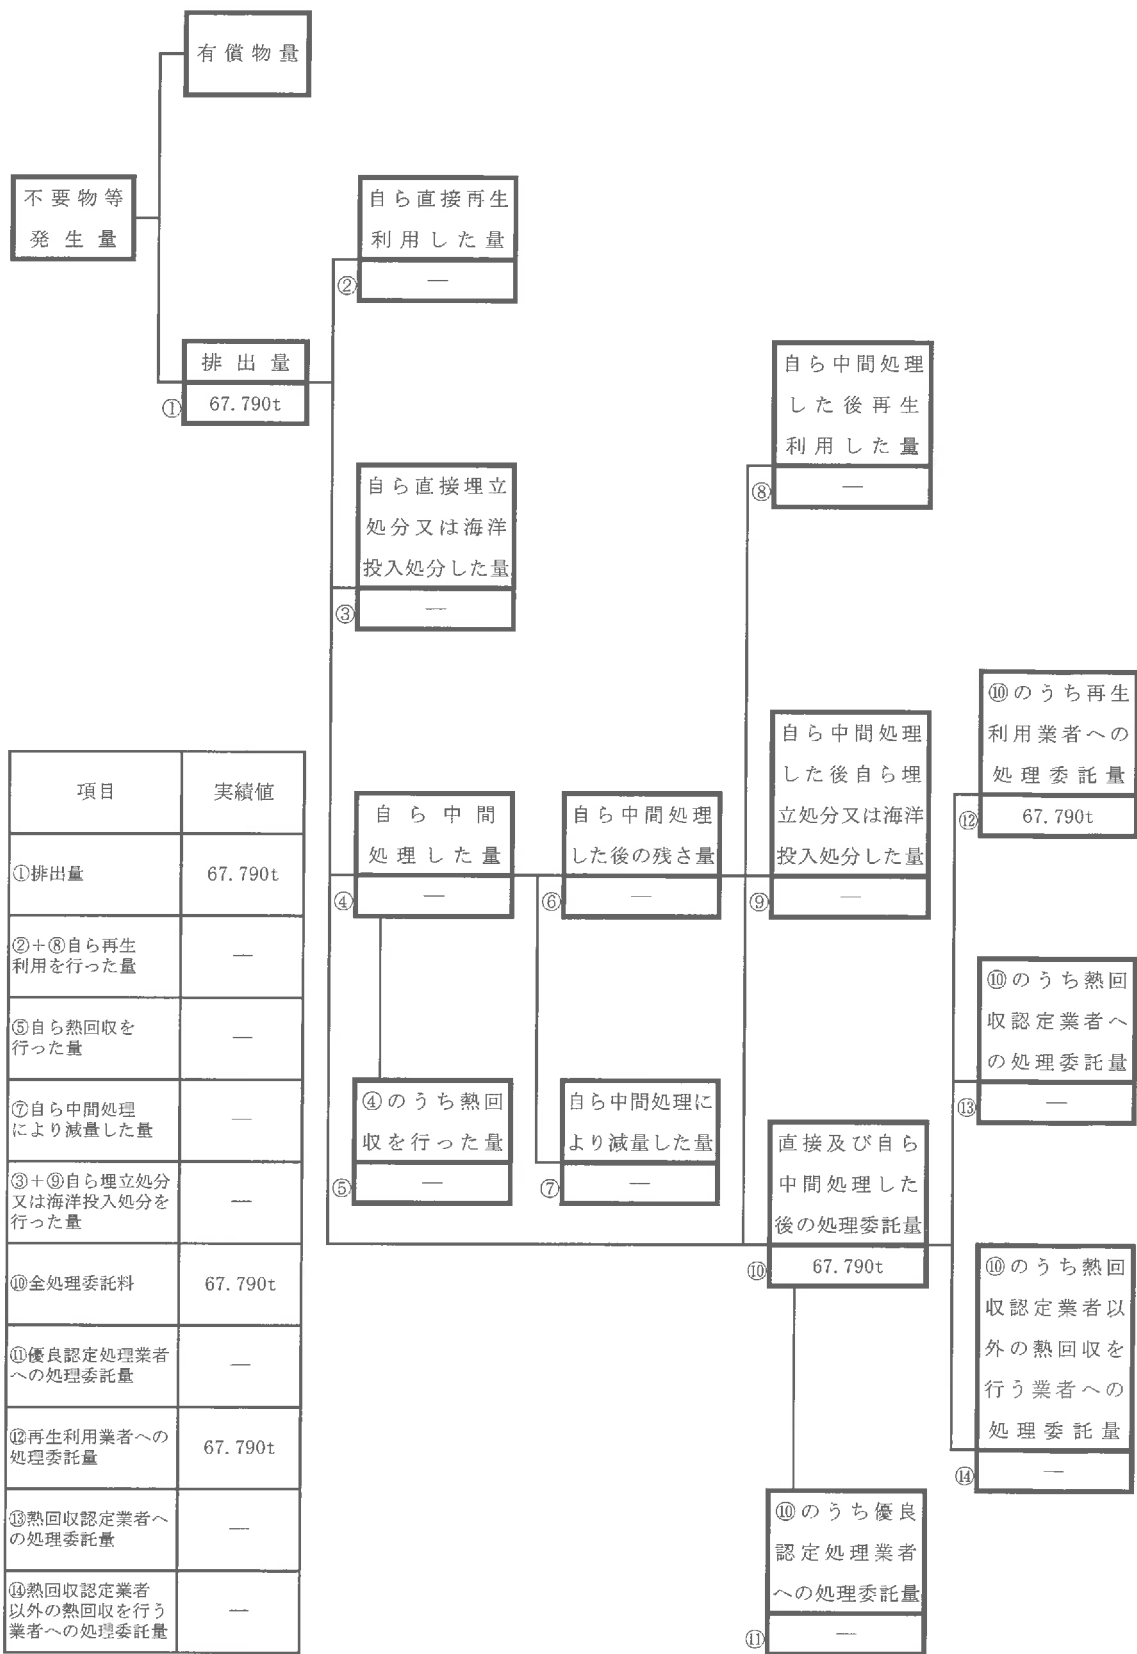 有償物量
不要物等
発生量
自ら直接再生
利用した量
②
―
排出量
①
67.790t
自ら中間処理
した後再生
利用した量
⑧
―
自ら直接埋立
処分又は海洋
投入処分した量
③
―
⑩のうち再生
利用業者への
処理委託量
⑫
67.790t
自ら中間処理
した後自ら埋
立処分又は海洋
投入処分した量
⑨
―
自ら中間
処理した量
④
―
自ら中間処理
した後の残さ量
⑥
―
⑩のうち熱回
収認定業者へ
の処理委託量
⑬
―
④のうち熱回
収を行った量
⑤
―
自ら中間処理に
より減量した量
⑦
―
直接及び自ら
中間処理した
後の処理委託量
⑩
67.790t
⑩のうち熱回
収認定業者以
外の熱回収を
行う業者への
処理委託量
⑭
―
⑩のうち優良
認定処理業者
への処理委託量
⑪
―
項目 実績値
①排出量 67.790t
②+⑧自ら再生
利用を行った量 ―
⑤自ら熱回収を
行った量 ―
⑦自ら中間処理
により減量した量 ―
③+⑨自ら埋立処分
又は海洋投入処分を
行った量 ―
⑩全処理委託料 67.790t
⑪優良認定処理業者
への処理委託量 ―
⑫再生利用業者への
処理委託量 67.790t
⑬熱回収認定業者へ
の処理委託量 ―
⑭熱回収認定業者
以外の熱回収を行う
業者への処理委託量 ―